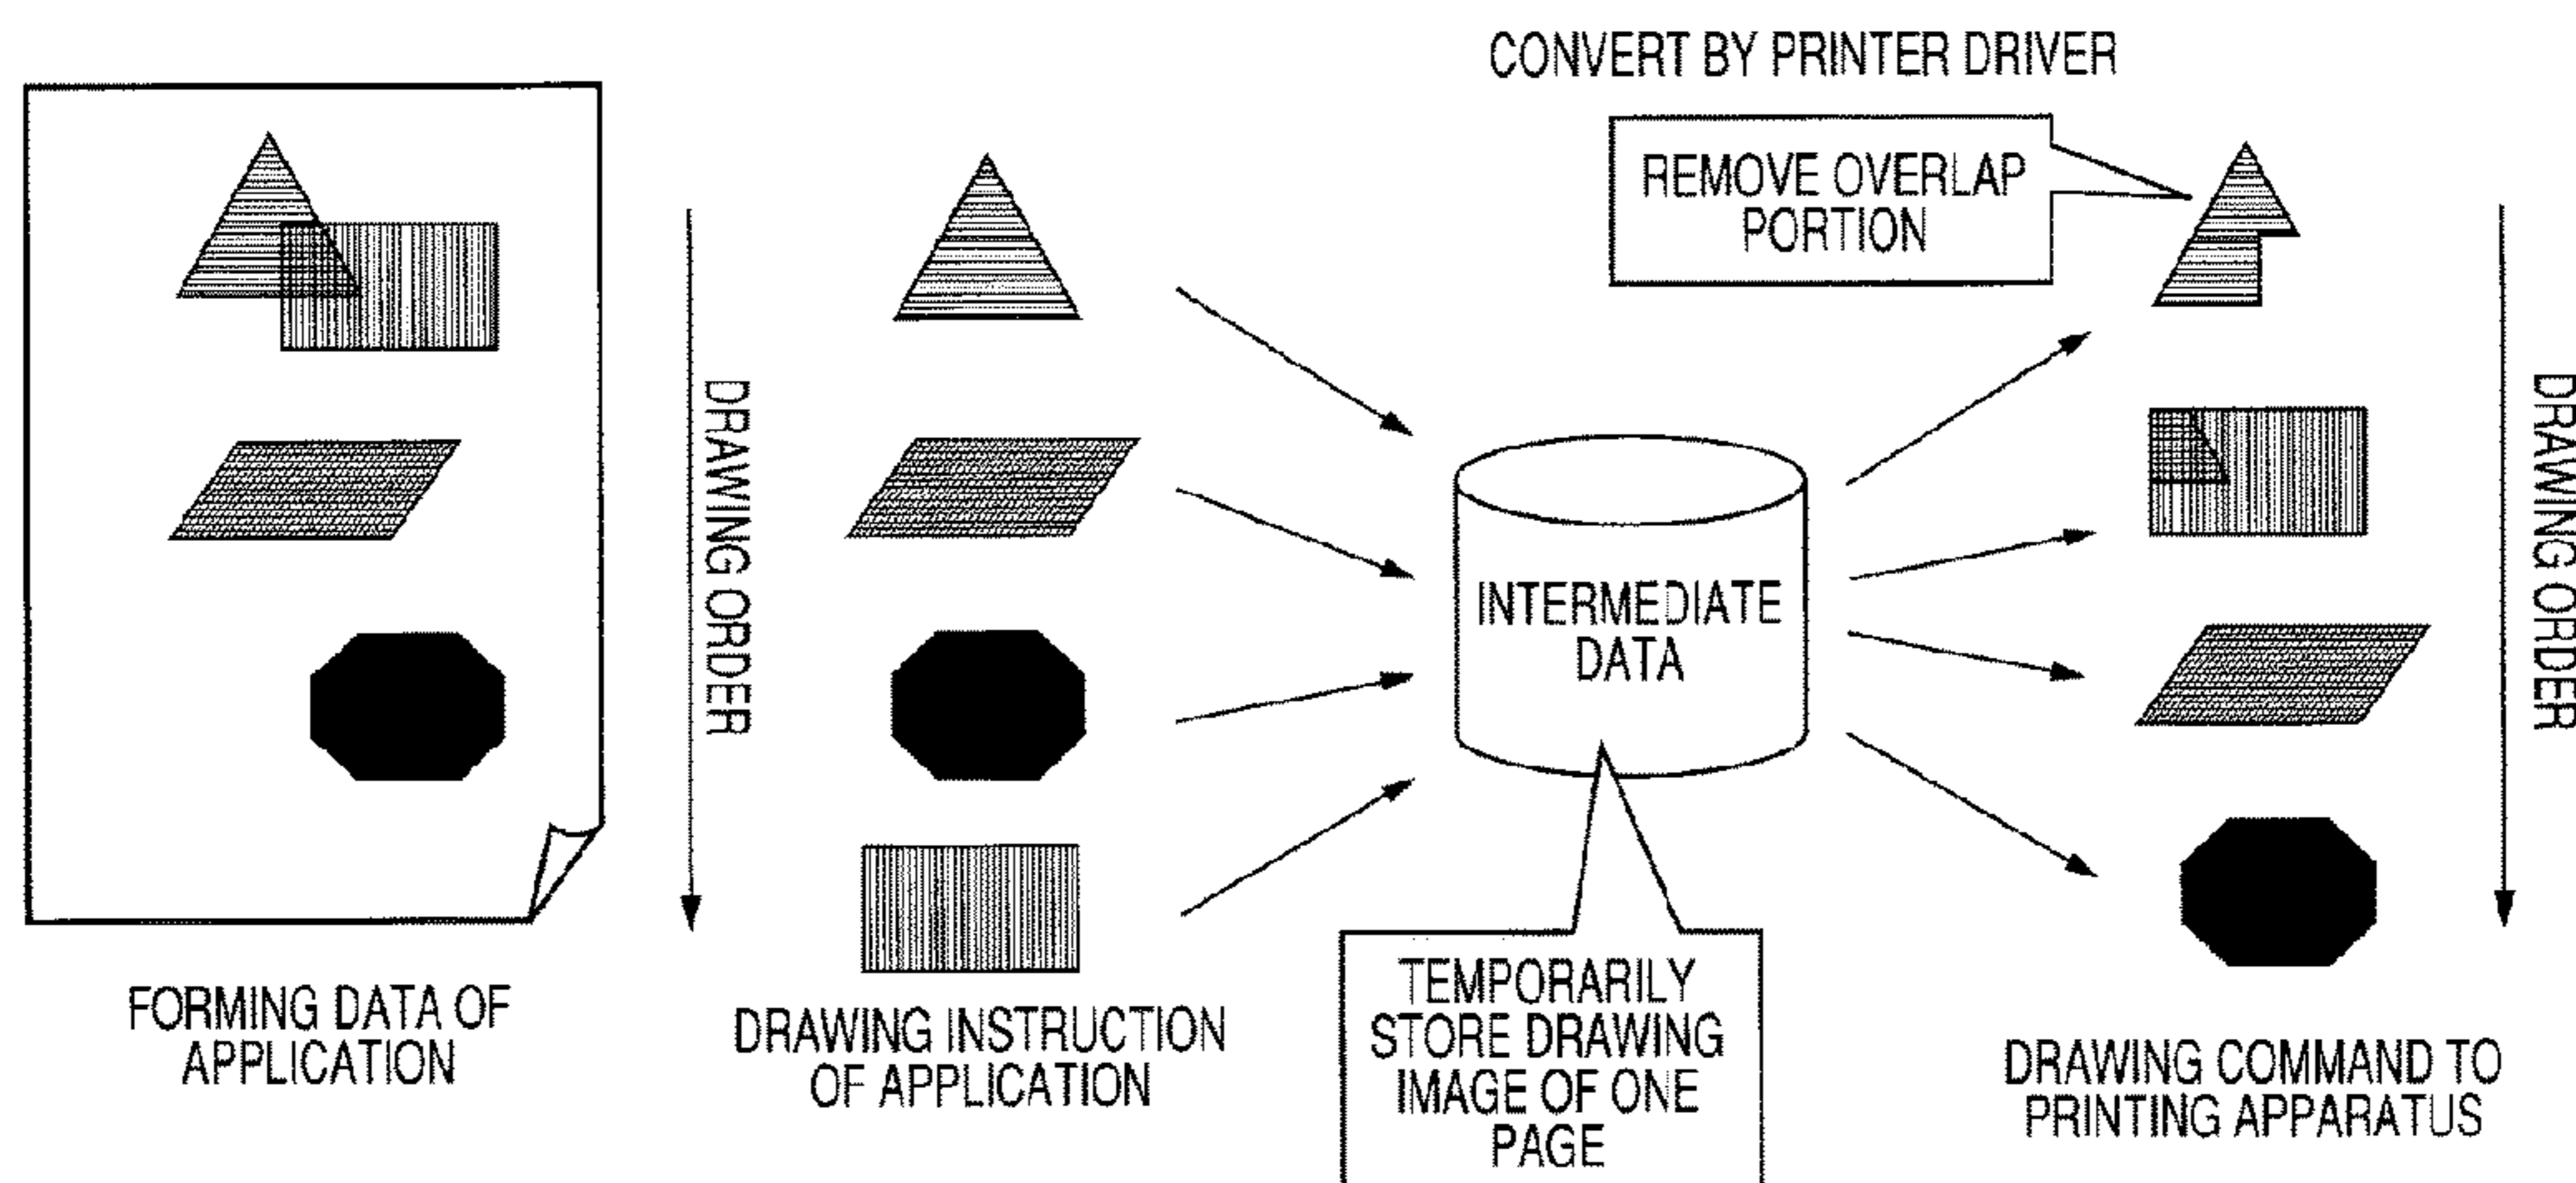 CONVERT BY PRINTER DRIVER
REMOVE OVERLAP
PORTION
DRAWING ORDER
INTERMEDIATE
DATA
DRAWING ORDER
FORMING DATA OF
APPLICATION
DRAWING INSTRUCTION
OF APPLICATION
TEMPORARILY
STORE DRAWING
IMAGE OF ONE
PAGE
DRAWING COMMAND TO
PRINTING APPARATUS